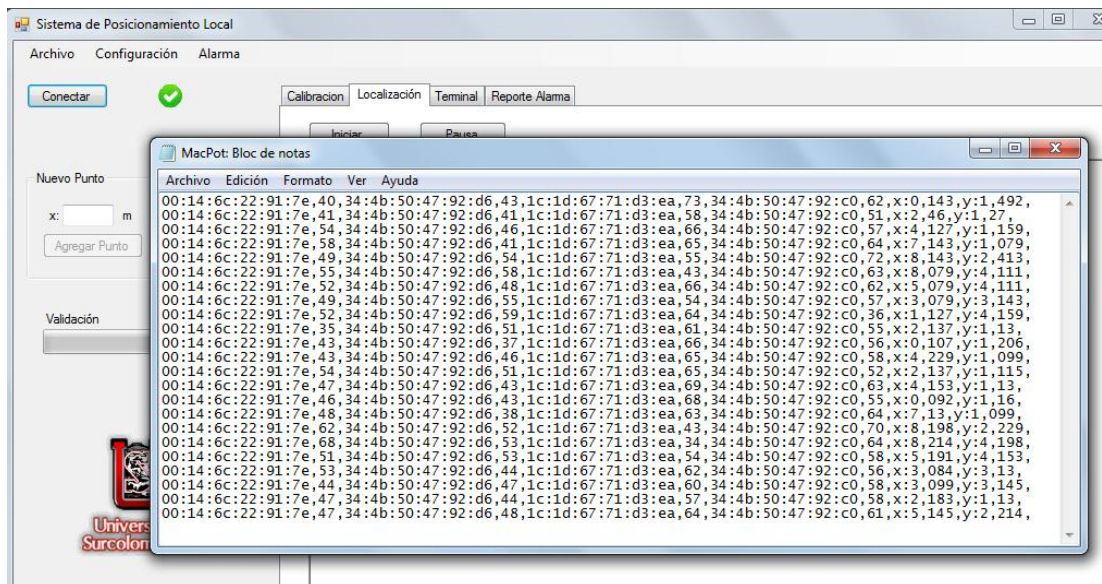 Sistema de Posicionamiento Local
Archivo Configuración Alarma
Conectar
Calibracion Localización Terminal Reporte Alarma
Iniciar Pausa
MacPot: Bloc de notas
Nuevo Punto
Archivo Edición Formato Ver Ayuda
x: m
Agregar Punto
Validación
00:14:6c:22:91:7e,40,34:4b:50:47:92:d6,43,1c:1d:67:71:d3:ea,73,34:4b:50:47:92:c0,62,x:0,143,y:1,492,
00:14:6c:22:91:7e,41,34:4b:50:47:92:d6,41,1c:1d:67:71:d3:ea,58,34:4b:50:47:92:c0,51,x:2,46,y:1,27,
00:14:6c:22:91:7e,54,34:4b:50:47:92:d6,46,1c:1d:67:71:d3:ea,66,34:4b:50:47:92:c0,57,x:4,127,y:1,159,
00:14:6c:22:91:7e,58,34:4b:50:47:92:d6,41,1c:1d:67:71:d3:ea,65,34:4b:50:47:92:c0,64,x:7,143,y:1,079,
00:14:6c:22:91:7e,49,34:4b:50:47:92:d6,54,1c:1d:67:71:d3:ea,55,34:4b:50:47:92:c0,72,x:8,143,y:2,413,
00:14:6c:22:91:7e,55,34:4b:50:47:92:d6,58,1c:1d:67:71:d3:ea,43,34:4b:50:47:92:c0,63,x:8,079,y:4,111,
00:14:6c:22:91:7e,52,34:4b:50:47:92:d6,48,1c:1d:67:71:d3:ea,66,34:4b:50:47:92:c0,62,x:5,079,y:4,111,
00:14:6c:22:91:7e,49,34:4b:50:47:92:d6,55,1c:1d:67:71:d3:ea,54,34:4b:50:47:92:c0,57,x:3,079,y:3,143,
00:14:6c:22:91:7e,52,34:4b:50:47:92:d6,59,1c:1d:67:71:d3:ea,64,34:4b:50:47:92:c0,36,x:1,127,y:4,159,
00:14:6c:22:91:7e,35,34:4b:50:47:92:d6,51,1c:1d:67:71:d3:ea,61,34:4b:50:47:92:c0,55,x:2,137,y:1,13,
00:14:6c:22:91:7e,43,34:4b:50:47:92:d6,37,1c:1d:67:71:d3:ea,66,34:4b:50:47:92:c0,56,x:0,107,y:1,206,
00:14:6c:22:91:7e,43,34:4b:50:47:92:d6,46,1c:1d:67:71:d3:ea,65,34:4b:50:47:92:c0,58,x:4,229,y:1,099,
00:14:6c:22:91:7e,54,34:4b:50:47:92:d6,51,1c:1d:67:71:d3:ea,65,34:4b:50:47:92:c0,52,x:2,137,y:1,115,
00:14:6c:22:91:7e,47,34:4b:50:47:92:d6,43,1c:1d:67:71:d3:ea,69,34:4b:50:47:92:c0,63,x:4,153,y:1,13,
00:14:6c:22:91:7e,46,34:4b:50:47:92:d6,43,1c:1d:67:71:d3:ea,68,34:4b:50:47:92:c0,55,x:0,092,y:1,16,
00:14:6c:22:91:7e,48,34:4b:50:47:92:d6,38,1c:1d:67:71:d3:ea,63,34:4b:50:47:92:c0,64,x:7,13,y:1,099,
00:14:6c:22:91:7e,62,34:4b:50:47:92:d6,52,1c:1d:67:71:d3:ea,43,34:4b:50:47:92:c0,70,x:8,198,y:2,229,
00:14:6c:22:91:7e,68,34:4b:50:47:92:d6,53,1c:1d:67:71:d3:ea,34,34:4b:50:47:92:c0,64,x:8,214,y:4,198,
00:14:6c:22:91:7e,51,34:4b:50:47:92:d6,53,1c:1d:67:71:d3:ea,54,34:4b:50:47:92:c0,58,x:5,191,y:4,153,
00:14:6c:22:91:7e,53,34:4b:50:47:92:d6,44,1c:1d:67:71:d3:ea,62,34:4b:50:47:92:c0,56,x:3,084,y:3,13,
00:14:6c:22:91:7e,44,34:4b:50:47:92:d6,47,1c:1d:67:71:d3:ea,60,34:4b:50:47:92:c0,58,x:3,099,y:3,145,
00:14:6c:22:91:7e,47,34:4b:50:47:92:d6,44,1c:1d:67:71:d3:ea,57,34:4b:50:47:92:c0,58,x:2,183,y:1,13,
00:14:6c:22:91:7e,47,34:4b:50:47:92:d6,48,1c:1d:67:71:d3:ea,64,34:4b:50:47:92:c0,61,x:5,145,y:2,214,
Univers
Surcolom